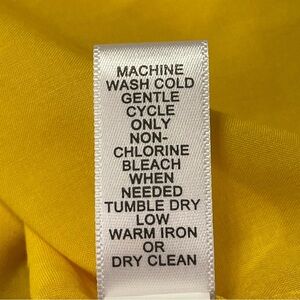 MACHINE
WASH COLD
GENTLE
CYCLE
ONLY
NON-
CHLORINE
BLEACH
WHEN
NEEDED
TUMBLE DRY
LOW
WARM IRON
OR
DRY CLEAN